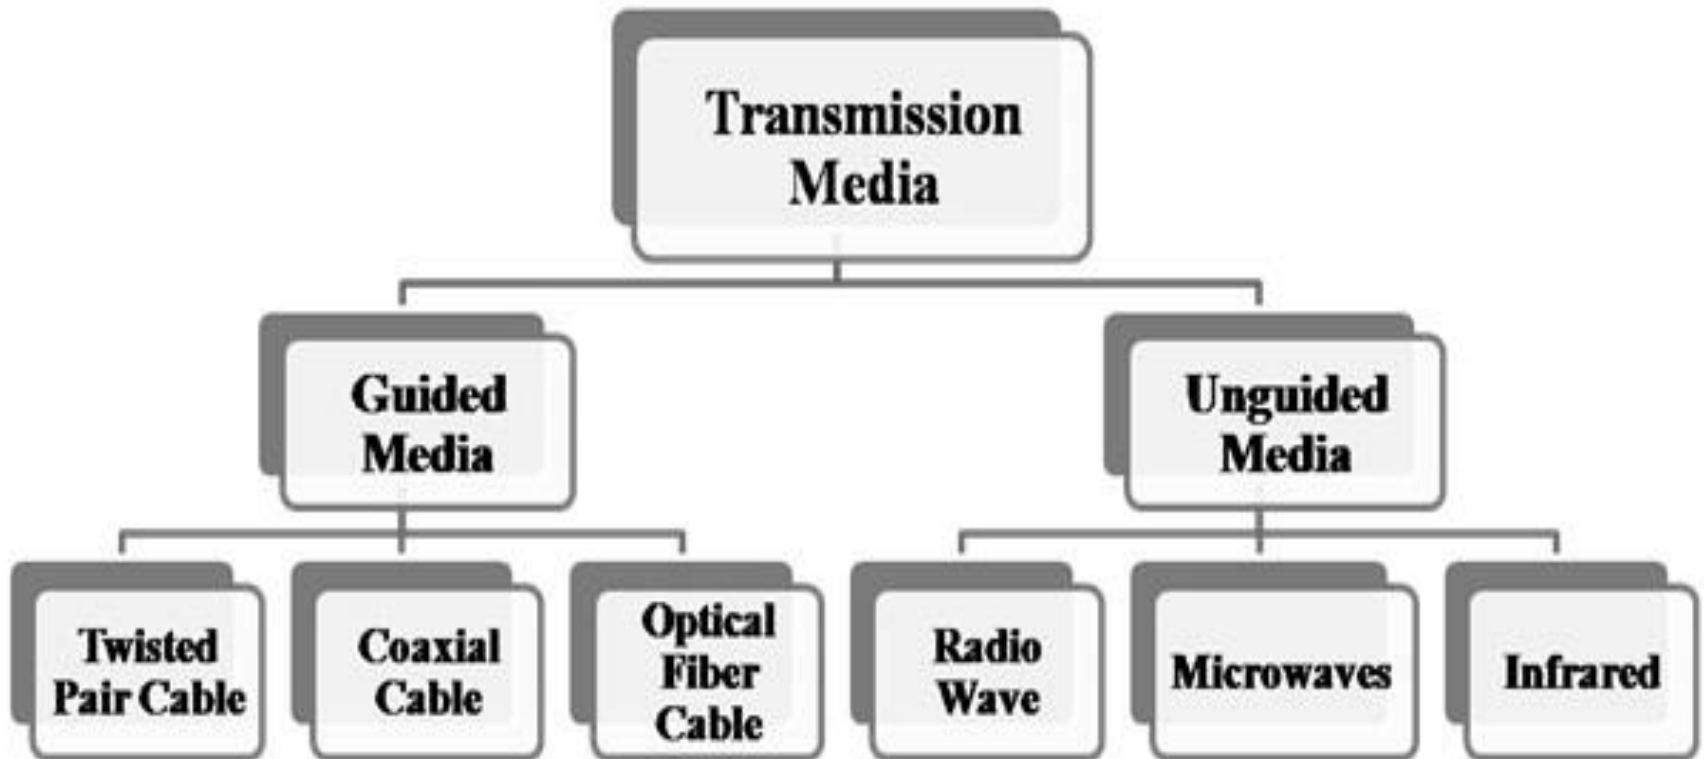 Transmission
Media
Guided
Media
Unguided
Media
Twisted
Pair Cable
Coaxial
Cable
Optical
Fiber
Cable
Radio
Wave
Microwaves
Infrared